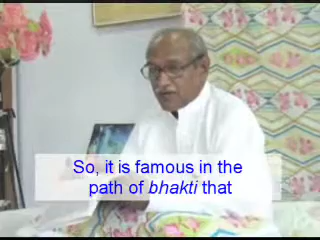 So, it is famous in the
path of bhakti that